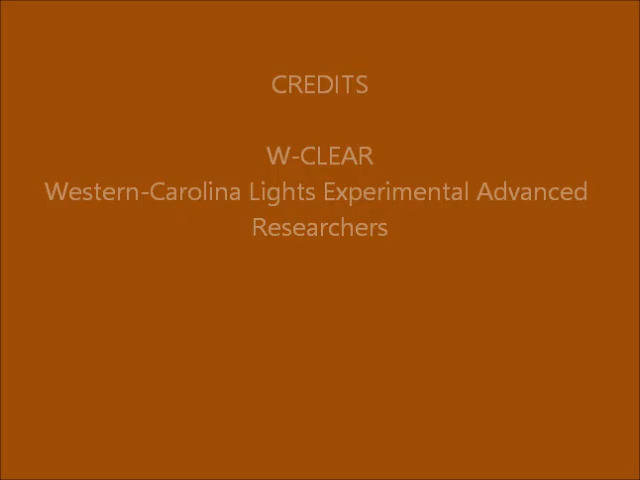 CREDITS
W-CLEAR
Western-Carolina Lights Experimental Advanced
Researchers